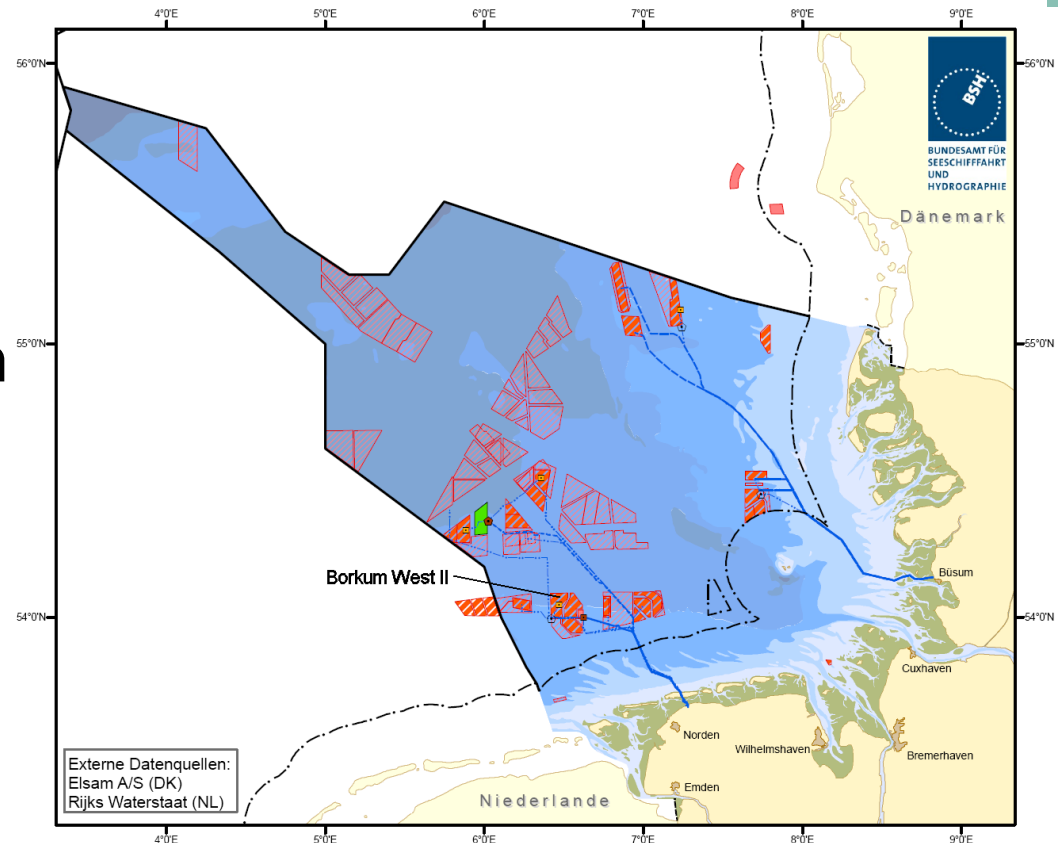 4°0'E 5°0'E 6°0'E 7°0'E 8°0'E 9°0'E
56°0'N 56°0'N
BSH
BUNDESAMT FÜR
SEESCHIFFFAHRT
UND
HYDROGRAPHIE
Dänemark
n
55°0'N 55°0'N
Borkum West II
Büsum
54°0'N 54°0'N
Cuxhaven
Norden
Wilhelmshaven
Bremerhaven
Externe Datenquellen:
Elsam A/S (DK)
Rijks Waterstaat (NL)
Emden
Niederlande
4°0'E 5°0'E 6°0'E 7°0'E 8°0'E 9°0'E